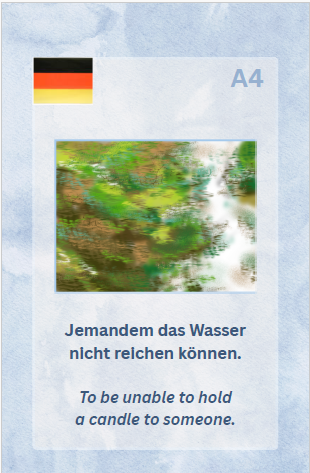 A4
Jemandem das Wasser
nicht reichen können.
To be unable to hold
a candle to someone.